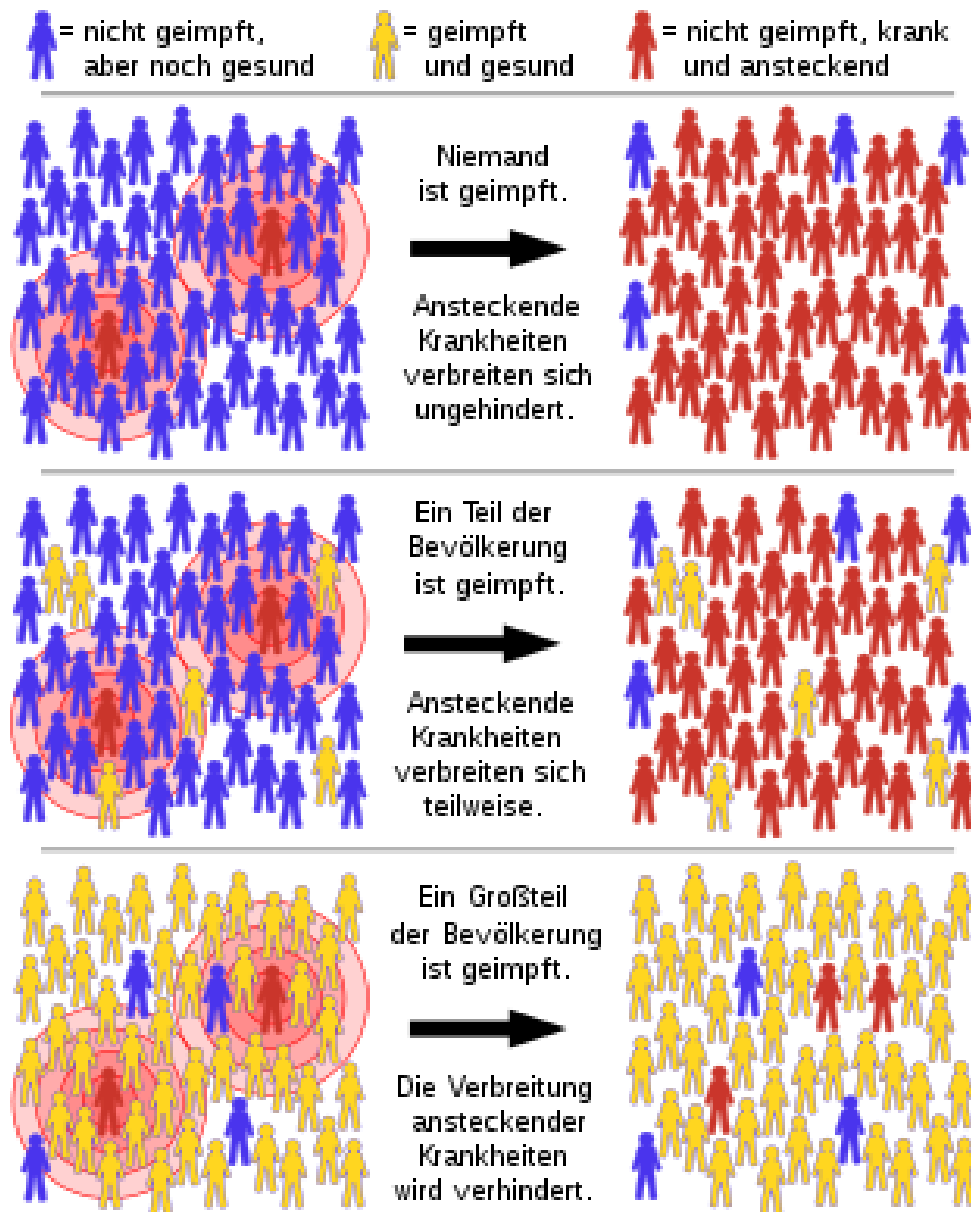 = nicht geimpft,
aber noch gesund
= geimpft
und gesund
= nicht geimpft, krank
und ansteckend
Niemand
ist geimpft.
Ansteckende
Krankheiten
verbreiten sich
ungehindert.
Ein Teil der
Bevölkerung
ist geimpft.
Ansteckende
Krankheiten
verbreiten sich
teilweise.
Ein Großteil
der Bevölkerung
ist geimpft.
Die Verbreitung
ansteckender
Krankheiten
wird verhindert.